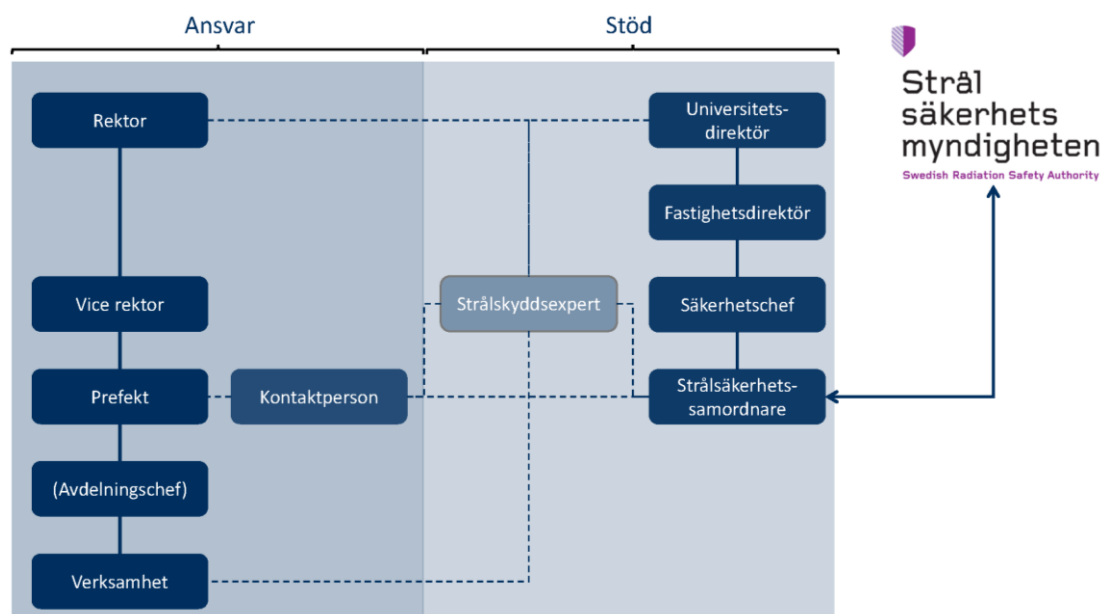 Ansvar
Stöd
Strål
säkerhets
myndigheten
Swedish Radiation Safety Authority
Rektor
Universitets-
direktör
Fastighetsdirektör
Vice rektor
Strålskyddsexpert
Säkerhetschef
Prefekt
Kontaktperson
Strålsäkerhets-
samordnare
(Avdelningschef)
Verksamhet